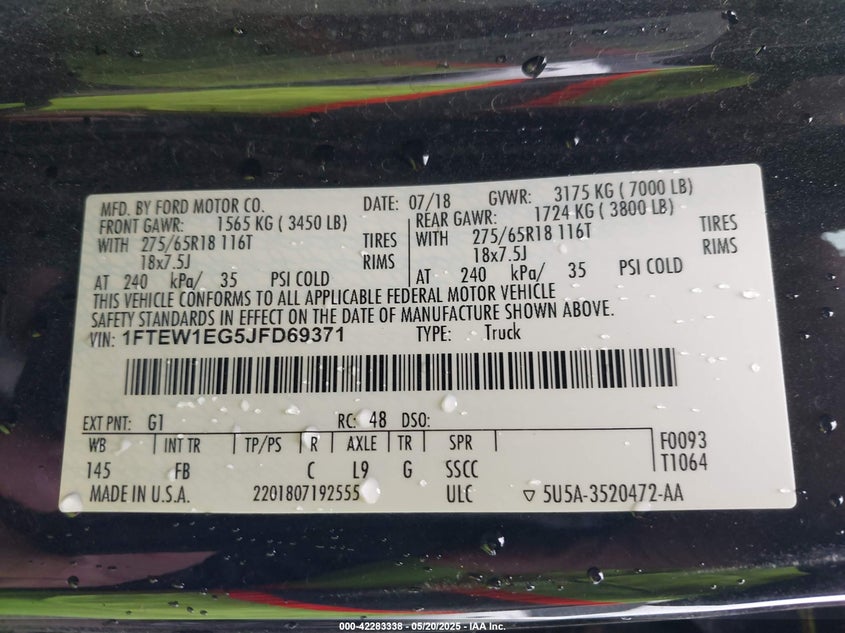 MFD. BY FORD MOTOR CO. DATE: 07/18 GVWR: 3175 KG ( 7000 LB)
FRONT GAWR: 1565 KG ( 3450 LB) REAR GAWR: 1724 KG ( 3800 LB)
WITH 275/65R18 116T TIRES WITH 275/65R18 116T TIRES
18x7.5J RIMS 18x7.5J RIMS
AT 240 kPa/ 35 PSI COLD AT 240 kPa/ 35 PSI COLD
THIS VEHICLE CONFORMS TO ALL APPLICABLE FEDERAL MOTOR VEHICLE
SAFETY STANDARDS IN EFFECT ON THE DATE OF MANUFACTURE SHOWN ABOVE.
VIN: 1FTEW1EG5JFD69371 TYPE: Truck
EXT PNT: G1 RC: 48 DSO:
WB INT TR TP/PS R AXLE TR SPR F0093
145 FB C L9 G SSCC T1064
MADE IN U.S.A. 2201807192555 ULC ▽ 5U5A-3520472-AA
000-42283338 - 05/20/2025 - IAA Inc.